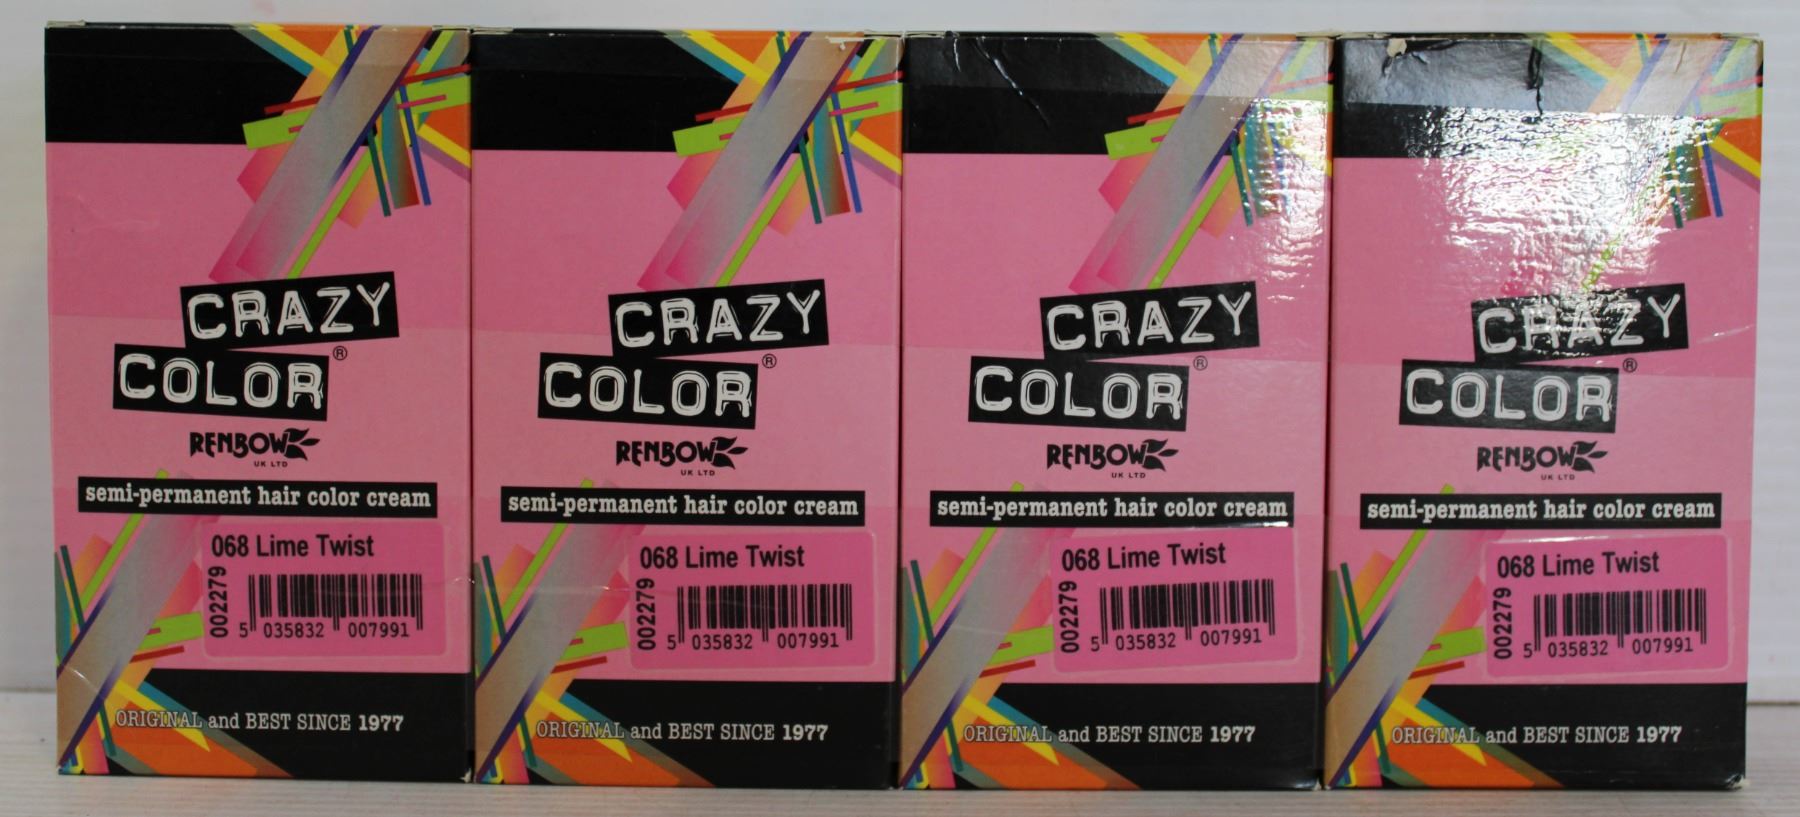 CRAZY
COLOR®
RENBOW
UK LTD
semi-permanent hair color cream
068 Lime Twist
002279
5 035832 007991
ORIGINAL and BEST SINCE 1977
CRAZY
COLOR®
RENBOW
UK LTD
semi-permanent hair color cream
068 Lime Twist
002279
5 035832 007991
ORIGINAL and BEST SINCE 1977
CRAZY
COLOR®
RENBOW
UK LTD
semi-permanent hair color cream
068 Lime Twist
002279
5 035832 007991
ORIGINAL and BEST SINCE 1977
CRAZY
COLOR®
RENBOW
UK LTD
semi-permanent hair color cream
068 Lime Twist
002279
5 035832 007991
ORIGINAL and BEST SINCE 1977